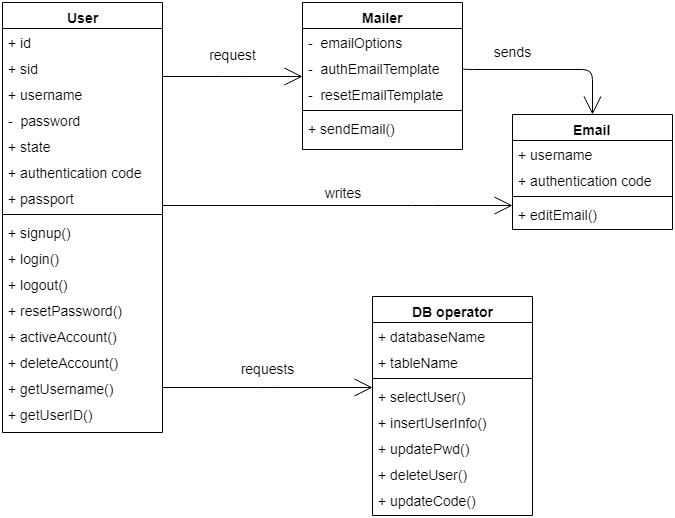 User
+ id
+ sid
+ username
- password
+ state
+ authentication code
+ passport
+ signup()
+ login()
+ logout()
+ resetPassword()
+ activeAccount()
+ deleteAccount()
+ getUsername()
+ getUserID()
request
Mailer
- emailOptions
- authEmailTemplate
- resetEmailTemplate
+ sendEmail()
sends
Email
+ username
+ authentication code
+ editEmail()
writes
requests
DB operator
+ databaseName
+ tableName
+ selectUser()
+ insertUserInfo()
+ updatePwd()
+ deleteUser()
+ updateCode()